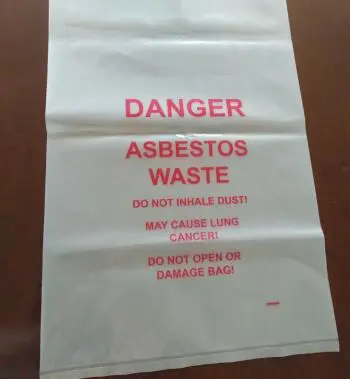 DANGER
ASBESTOS
WASTE
DO NOT INHALE DUST!
MAY CAUSE LUNG
CANCER!
DO NOT OPEN OR
DAMAGE BAG!